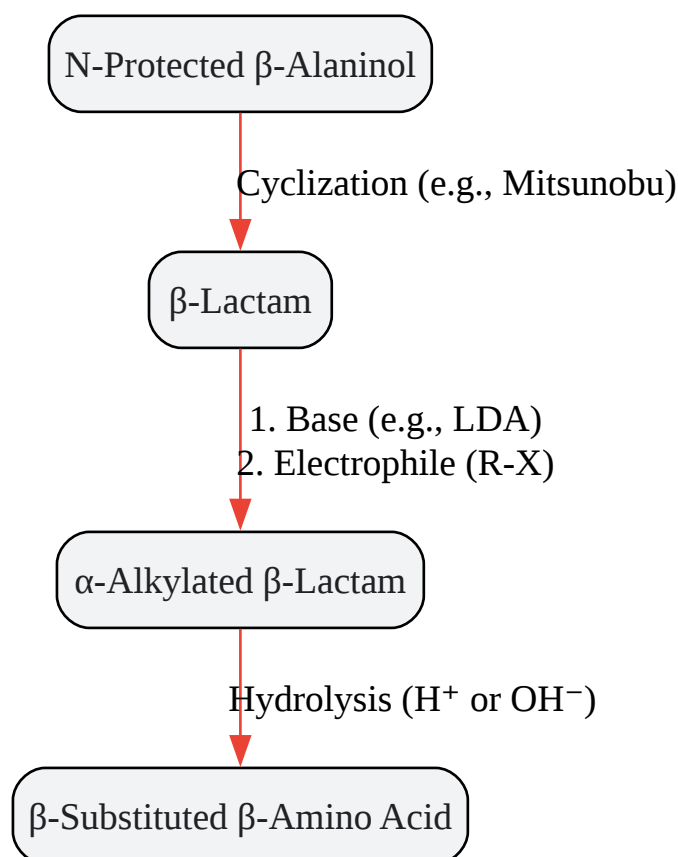 N-Protected β-Alaninol
Cyclization (e.g., Mitsunobu)
β-Lactam
1. Base (e.g., LDA)
2. Electrophile (R-X)
α-Alkylated β-Lactam
Hydrolysis (H⁺ or OH⁻)
β-Substituted β-Amino Acid